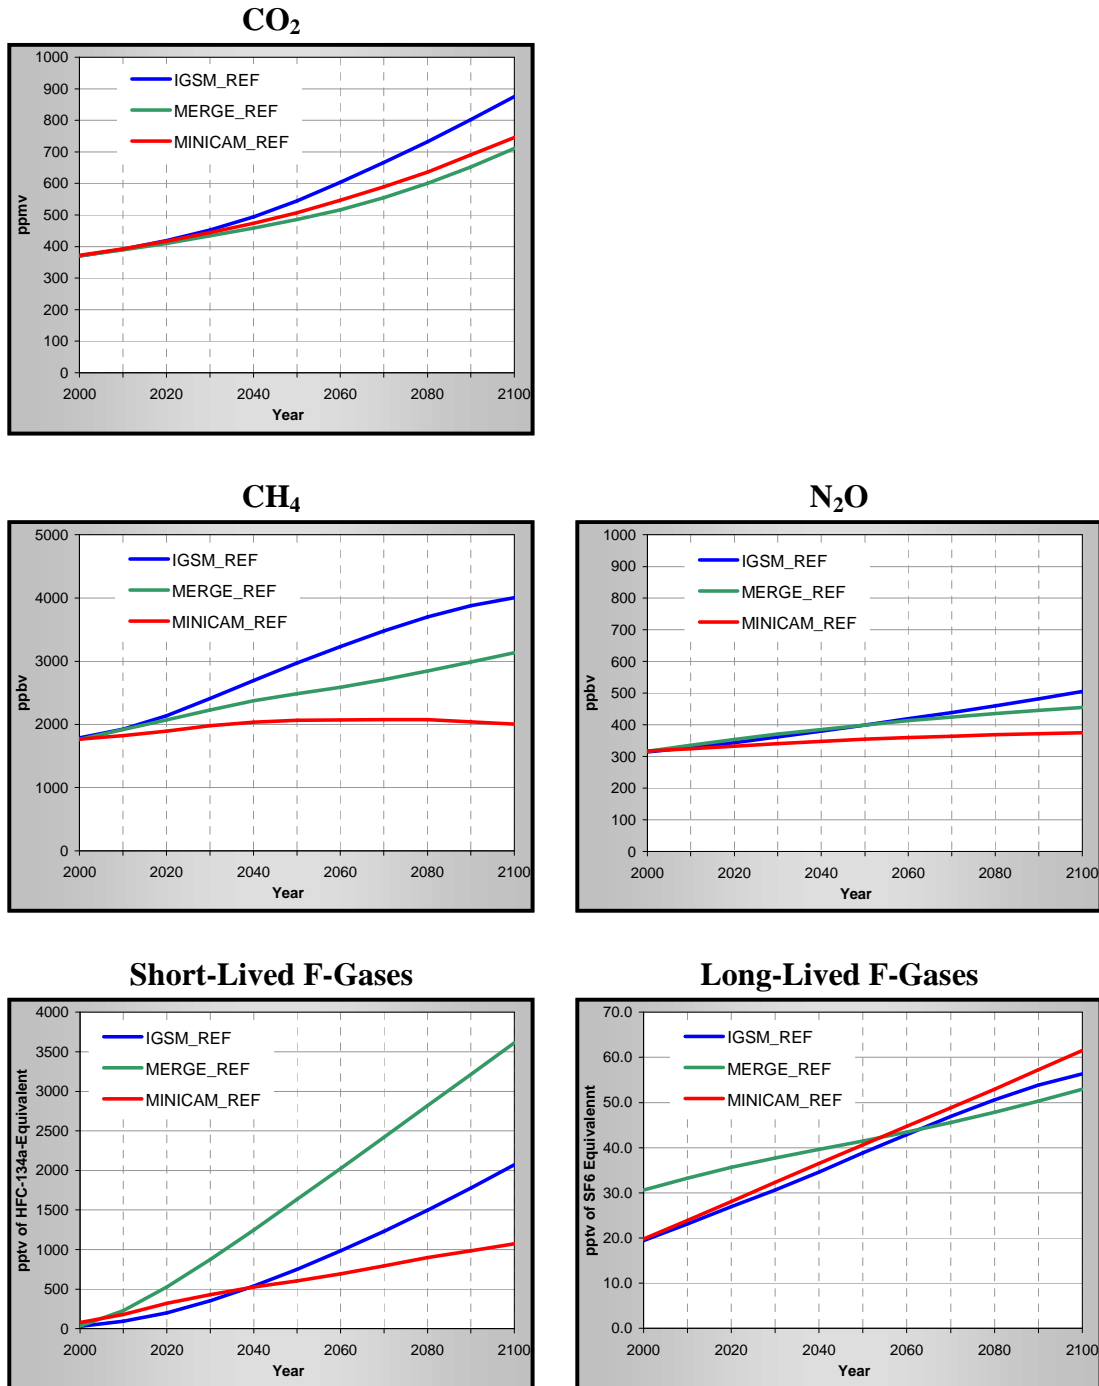 CO₂
1000
900
800
700
600
500
400
300
200
100
0
ppmv
IGSM_REF
MERGE_REF
MINICAM_REF
2000 2020 2040 2060 2080 2100
Year
CH₄
5000
4000
3000
2000
1000
0
ppbv
IGSM_REF
MERGE_REF
MINICAM_REF
2000 2020 2040 2060 2080 2100
Year
N₂O
1000
900
800
700
600
500
400
300
200
100
0
ppbv
IGSM_REF
MERGE_REF
MINICAM_REF
2000 2020 2040 2060 2080 2100
Year
Short-Lived F-Gases
4000
3500
3000
2500
2000
1500
1000
500
0
pptv of HFC-134a-Equivalent
IGSM_REF
MERGE_REF
MINICAM_REF
2000 2020 2040 2060 2080 2100
Year
Long-Lived F-Gases
70.0
60.0
50.0
40.0
30.0
20.0
10.0
0.0
pptv of SF6 Equivalennt
IGSM_REF
MERGE_REF
MINICAM_REF
2000 2020 2040 2060 2080 2100
Year